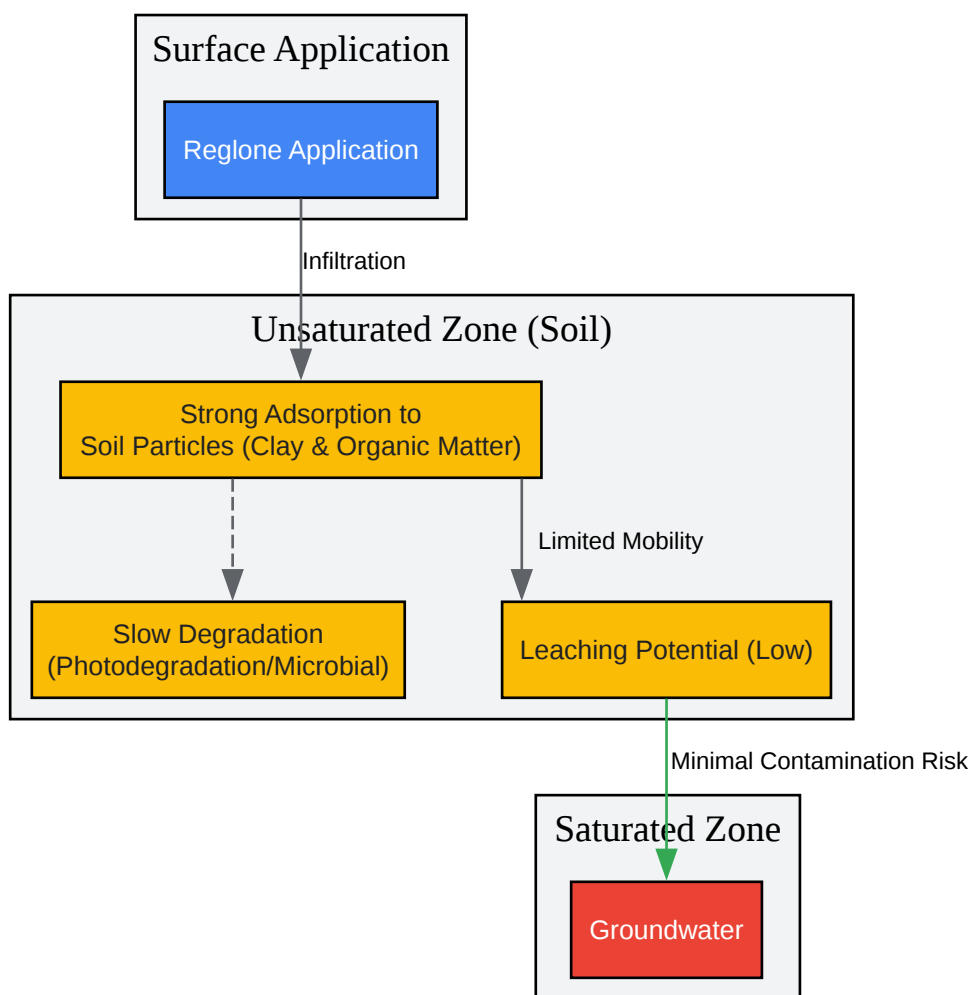 Surface Application
Reglone Application
Infiltration
Unsaturated Zone (Soil)
Strong Adsorption to
Soil Particles (Clay & Organic Matter)
Limited Mobility
Slow Degradation
(Photodegradation/Microbial)
Leaching Potential (Low)
Minimal Contamination Risk
Saturated Zone
Groundwater